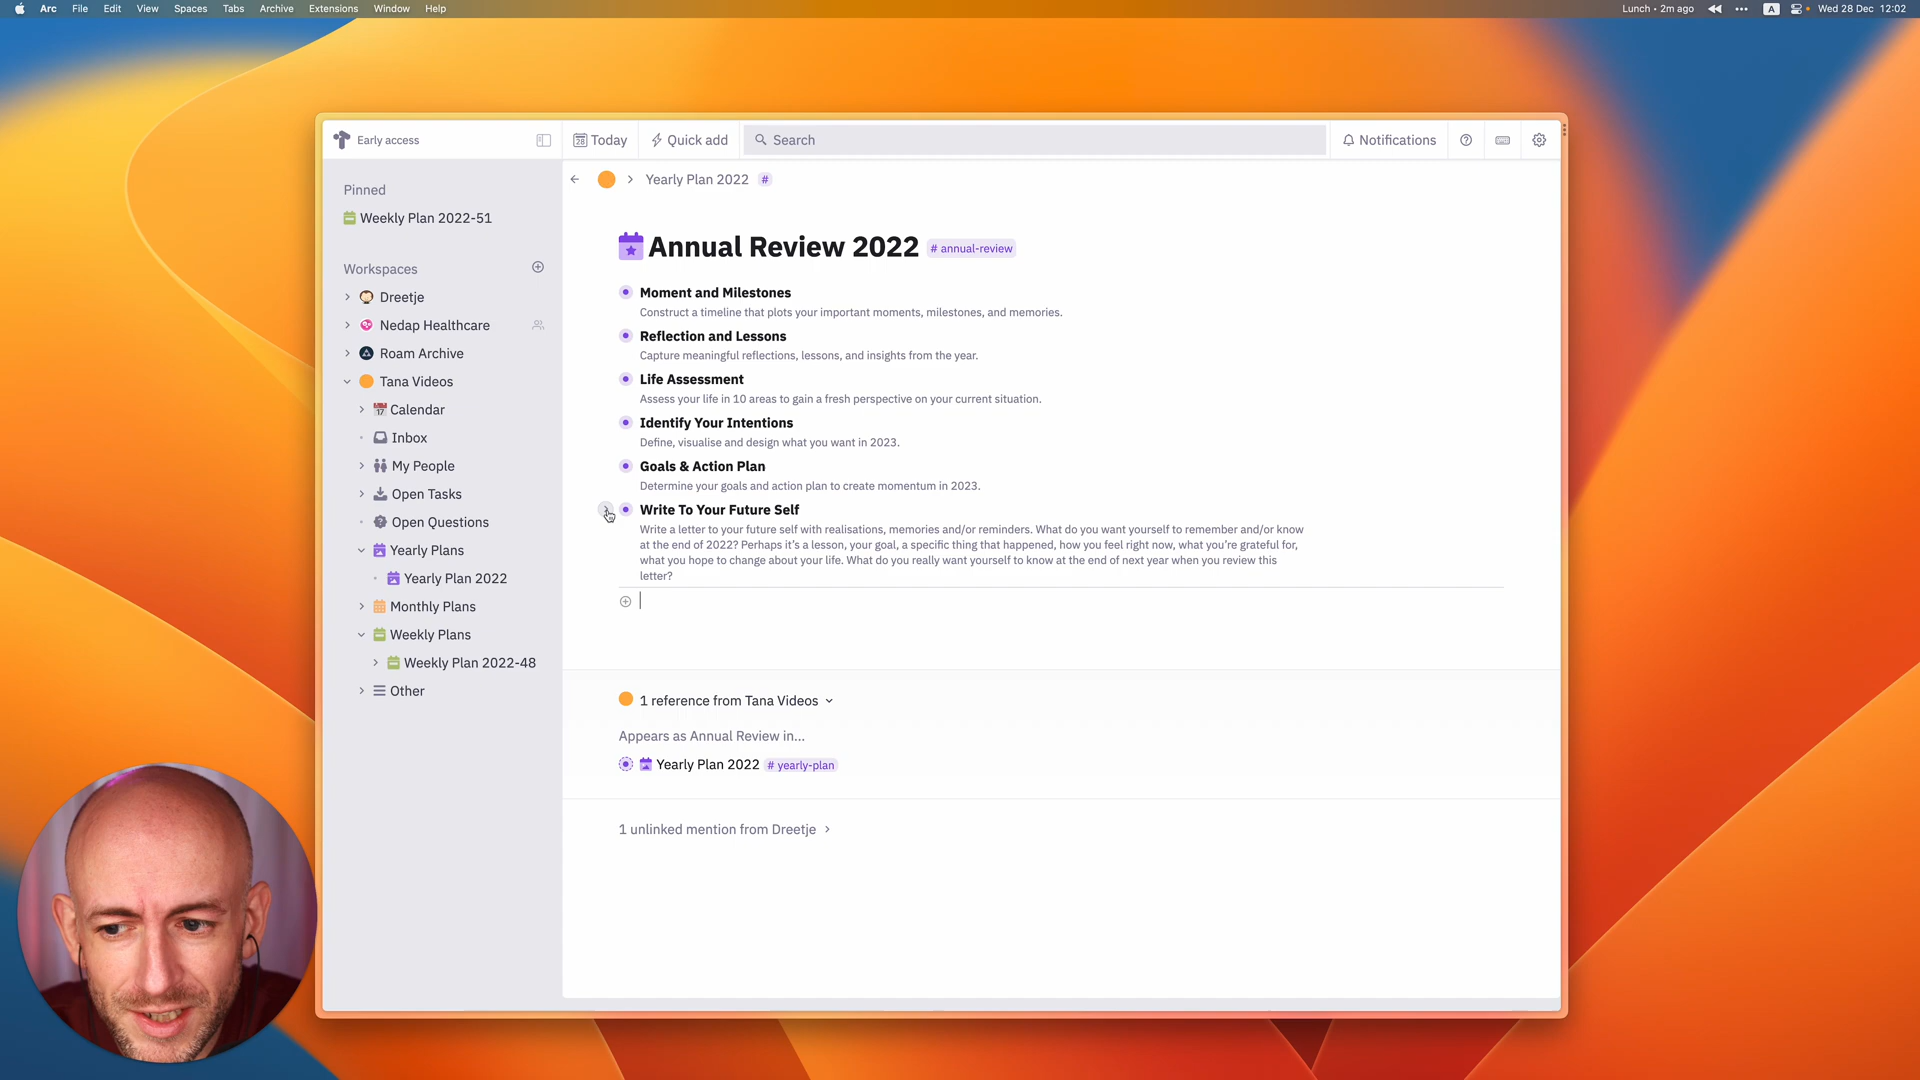 Arc File Edit View Spaces Tabs Archive Extensions Window Help
Lunch • 2m ago A Wed 28 Dec 12:02
Early access
28 Today
Quick add
Search
Notifications
Pinned
Weekly Plan 2022-51
Workspaces
Dreetje
Nedap Healthcare
Roam Archive
Tana Videos
Calendar
Inbox
My People
Open Tasks
Open Questions
Yearly Plans
Yearly Plan 2022
Monthly Plans
Weekly Plans
Weekly Plan 2022-48
Other
Yearly Plan 2022 #
Annual Review 2022 # annual-review
Moment and Milestones
Construct a timeline that plots your important moments, milestones, and memories.
Reflection and Lessons
Capture meaningful reflections, lessons, and insights from the year.
Life Assessment
Assess your life in 10 areas to gain a fresh perspective on your current situation.
Identify Your Intentions
Define, visualise and design what you want in 2023.
Goals & Action Plan
Determine your goals and action plan to create momentum in 2023.
Write To Your Future Self
Write a letter to your future self with realisations, memories and/or reminders. What do you want yourself to remember and/or know
at the end of 2022? Perhaps it's a lesson, your goal, a specific thing that happened, how you feel right now, what you're grateful for,
what you hope to change about your life. What do you really want yourself to know at the end of next year when you review this
letter?
1 reference from Tana Videos
Appears as Annual Review in...
Yearly Plan 2022 # yearly-plan
1 unlinked mention from Dreetje